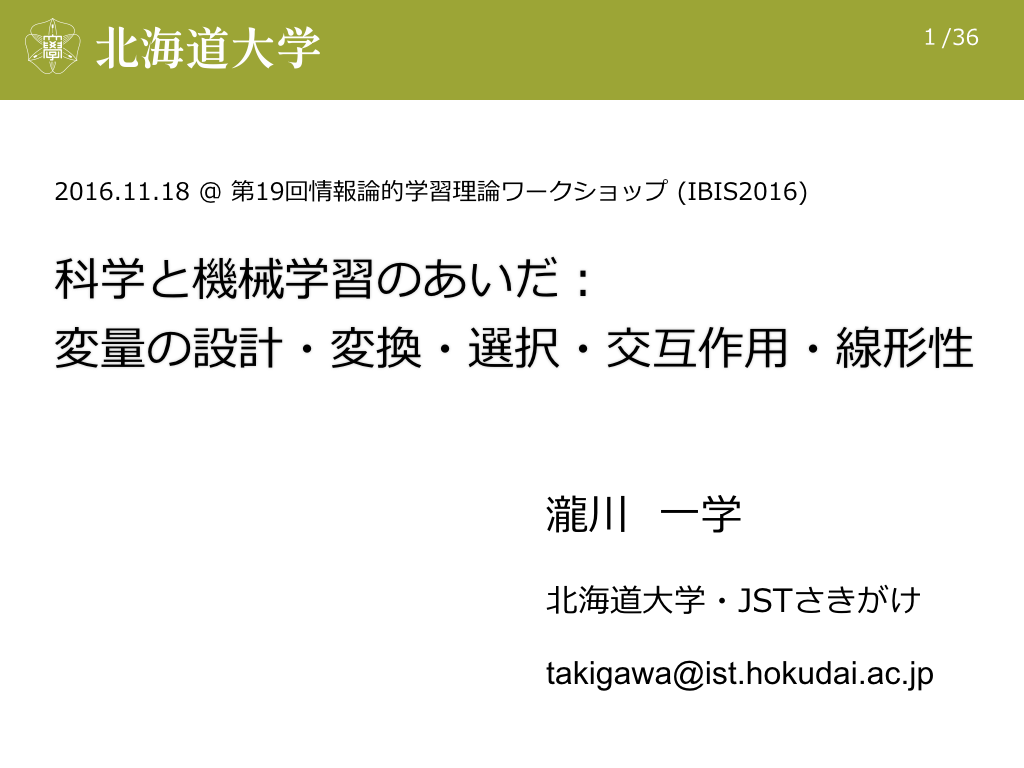 北海道大学
1 /36
2016.11.18 @ 第19回情報論的学習理論ワークショップ (IBIS2016)
科学と機械学習のあいだ：
変量の設計・変換・選択・交互作用・線形性
瀧川　一学
北海道大学・JSTさきがけ
takigawa@ist.hokudai.ac.jp